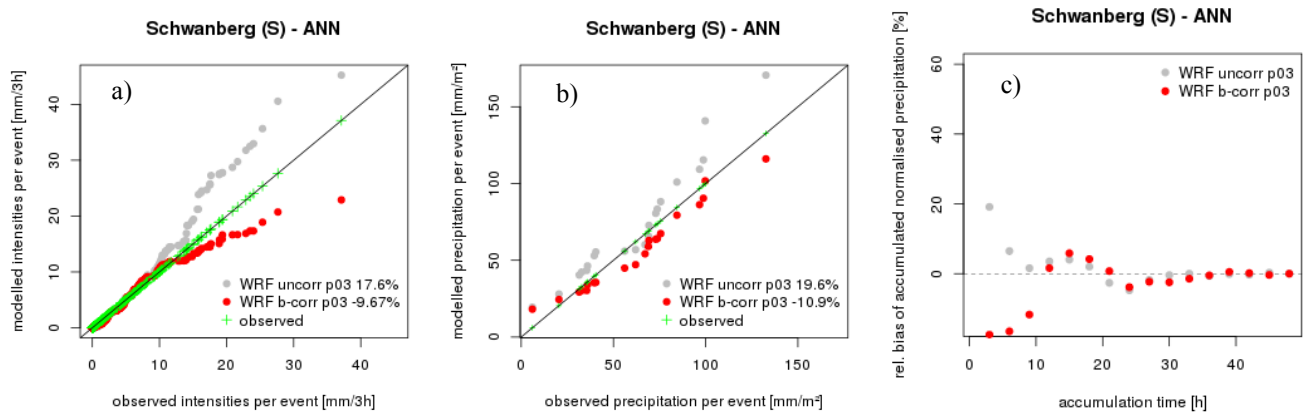 Schwanberg (S) - ANN
a)
modelled intensities per event [mm/3h]
40
30
20
10
0
WRF uncorr p03 17.6%
WRF b-corr p03 -9.67%
observed
0 10 20 30 40
observed intensities per event [mm/3h]
Schwanberg (S) - ANN
b)
modelled precipitation per event [mm/m²]
150
100
50
0
WRF uncorr p03 19.6%
WRF b-corr p03 -10.9%
observed
0 50 100 150
observed precipitation per event [mm/m²]
Schwanberg (S) - ANN
c)
rel. bias of accumulated normalised precipitation [%]
60
40
20
0
WRF uncorr p03
WRF b-corr p03
0 10 20 30 40 50
accumulation time [h]